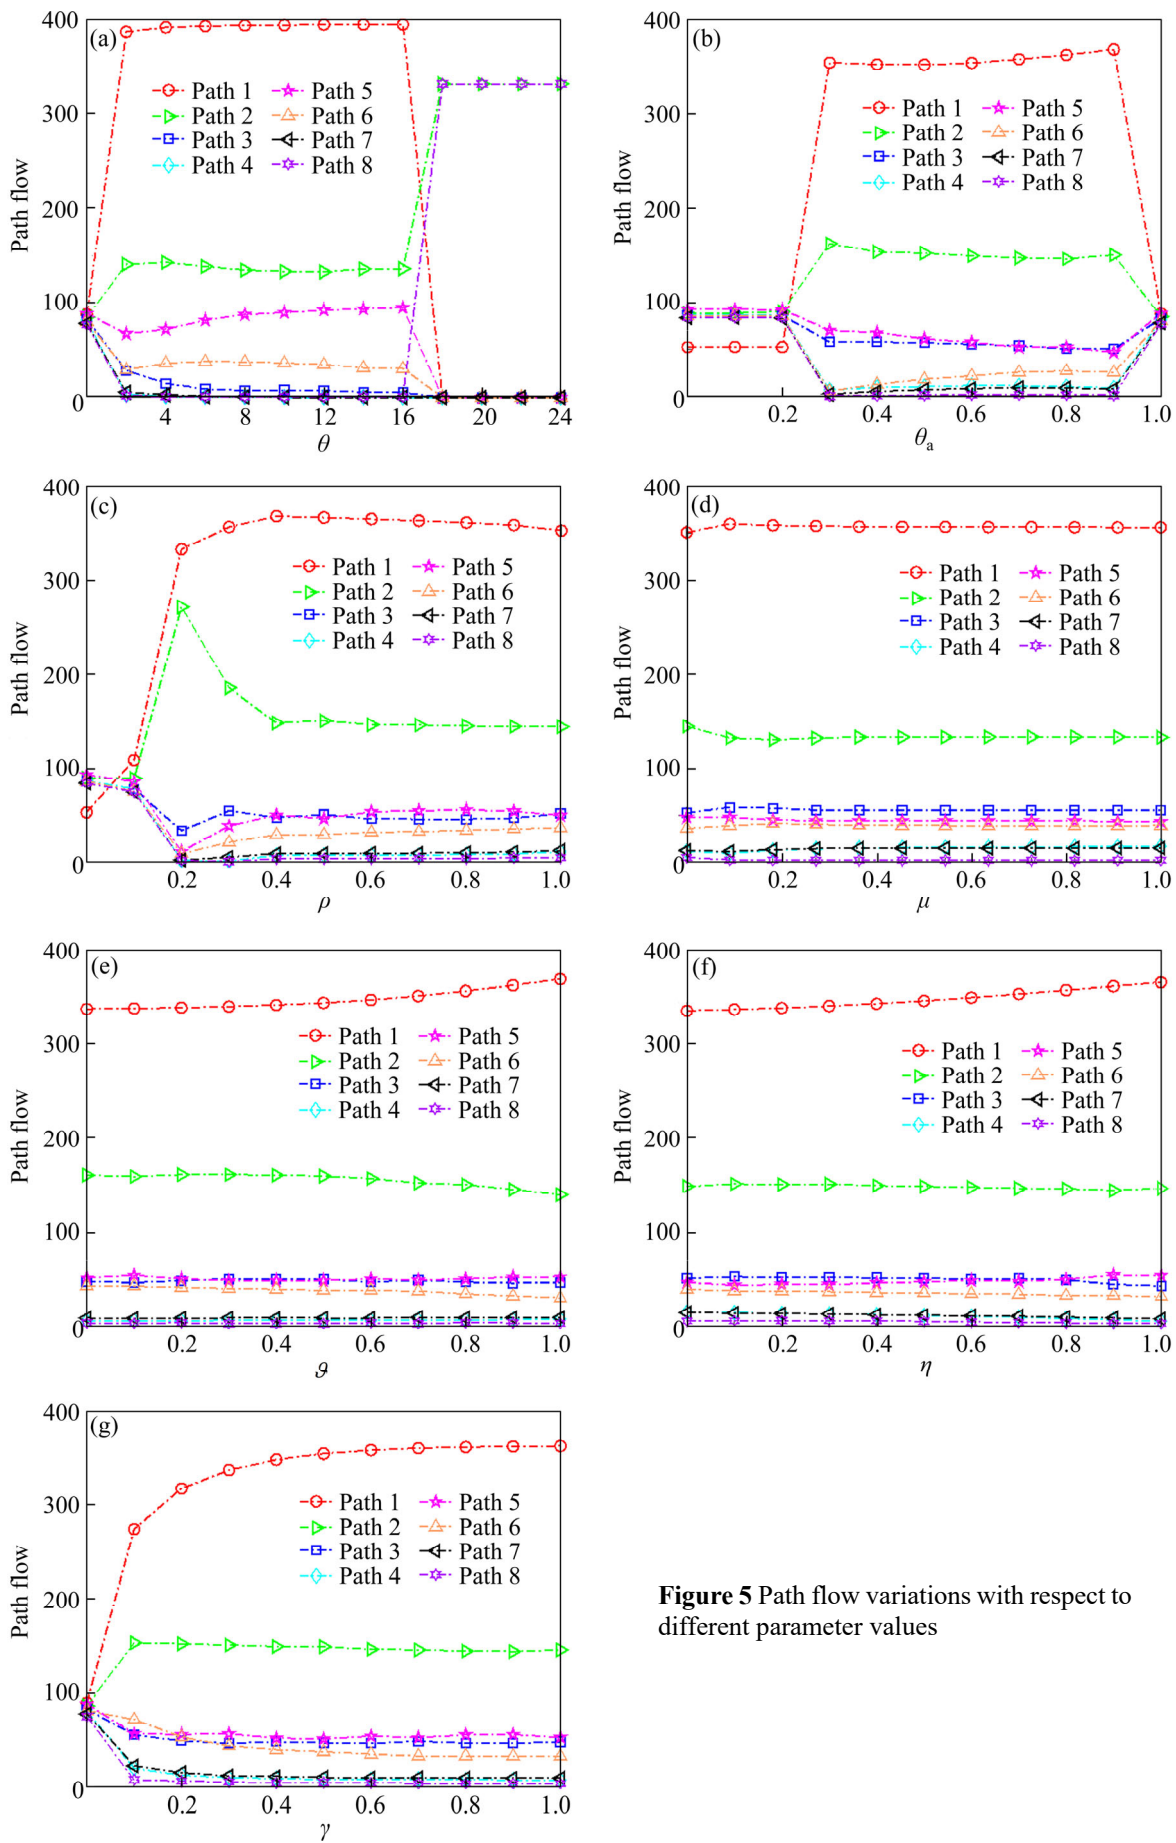 (a)
400
300
200
100
0
Path flow
Path 1 Path 5
Path 2 Path 6
Path 3 Path 7
Path 4 Path 8
4 8 12 16 20 24
θ
(b)
400
300
200
100
0
Path flow
Path 1 Path 5
Path 2 Path 6
Path 3 Path 7
Path 4 Path 8
0.2 0.4 0.6 0.8 1.0
θa
(c)
400
300
200
100
0
Path flow
Path 1 Path 5
Path 2 Path 6
Path 3 Path 7
Path 4 Path 8
0.2 0.4 0.6 0.8 1.0
ρ
(d)
400
300
200
100
0
Path flow
Path 1 Path 5
Path 2 Path 6
Path 3 Path 7
Path 4 Path 8
0.2 0.4 0.6 0.8 1.0
μ
(e)
400
300
200
100
0
Path flow
Path 1 Path 5
Path 2 Path 6
Path 3 Path 7
Path 4 Path 8
0.2 0.4 0.6 0.8 1.0
ϑ
(f)
400
300
200
100
0
Path flow
Path 1 Path 5
Path 2 Path 6
Path 3 Path 7
Path 4 Path 8
0.2 0.4 0.6 0.8 1.0
η
(g)
400
300
200
100
0
Path flow
Path 1 Path 5
Path 2 Path 6
Path 3 Path 7
Path 4 Path 8
0.2 0.4 0.6 0.8 1.0
γ
Figure 5 Path flow variations with respect to
different parameter values